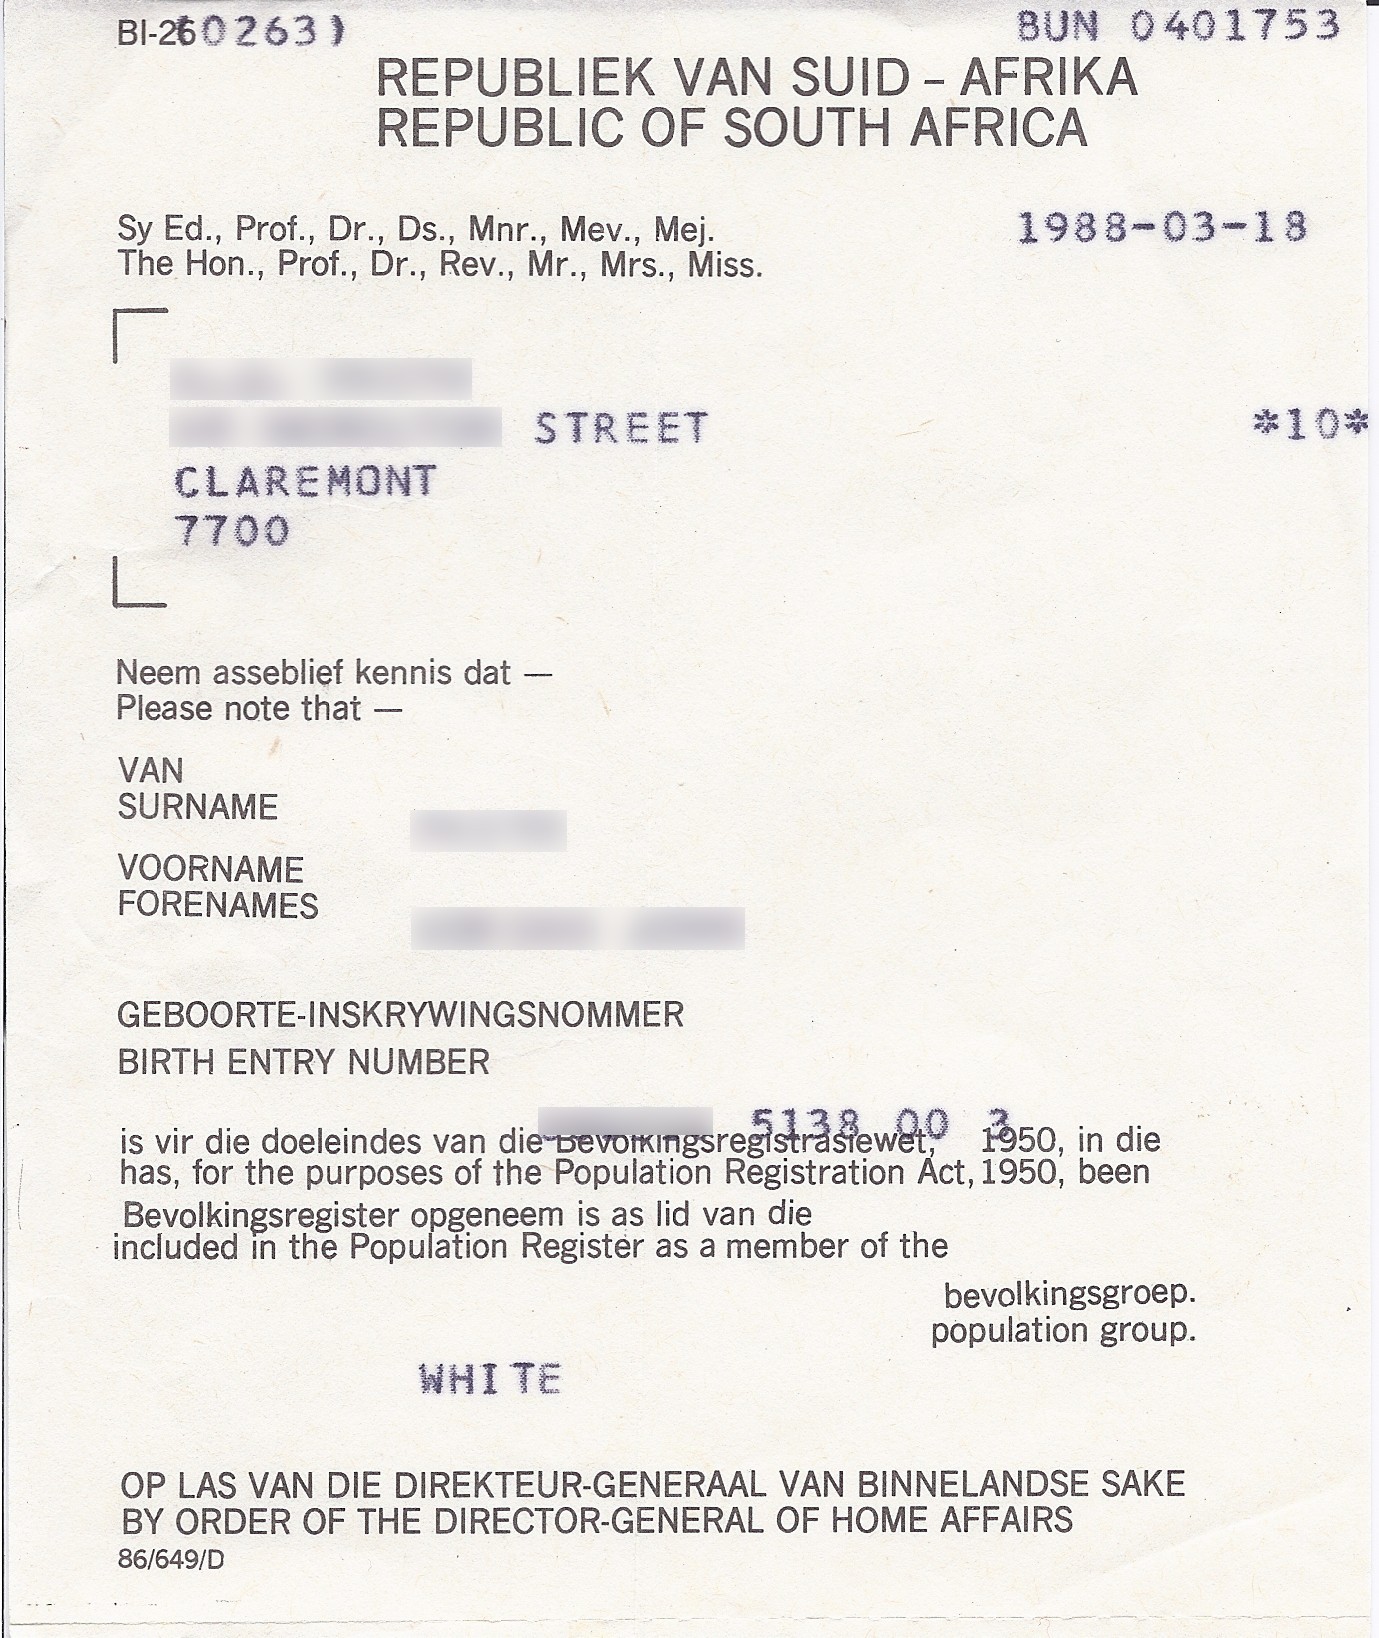 BI-26 (0263) BUN 0401753
REPUBLIEK VAN SUID – AFRIKA
REPUBLIC OF SOUTH AFRICA
Sy Ed., Prof., Dr., Ds., Mnr., Mev., Mej. 1988-03-18
The Hon., Prof., Dr., Rev., Mr., Mrs., Miss.
STREET *10*
CLAREMONT
7700
Neem asseblief kennis dat —
Please note that —
VAN
SURNAME
VOORNAME
FORENAMES
GEBOORTE-INSKRYWINGSNOMMER
BIRTH ENTRY NUMBER
5138 00 3
is vir die doeleindes van die Bevolkingsregistrasiewet, 1950, in die
has, for the purposes of the Population Registration Act, 1950, been
Bevolkingsregister opgeneem is as lid van die
included in the Population Register as a member of the
bevolkingsgroep.
population group.
WHITE
OP LAS VAN DIE DIREKTEUR-GENERAAL VAN BINNELANDSE SAKE
BY ORDER OF THE DIRECTOR-GENERAL OF HOME AFFAIRS
86/649/D